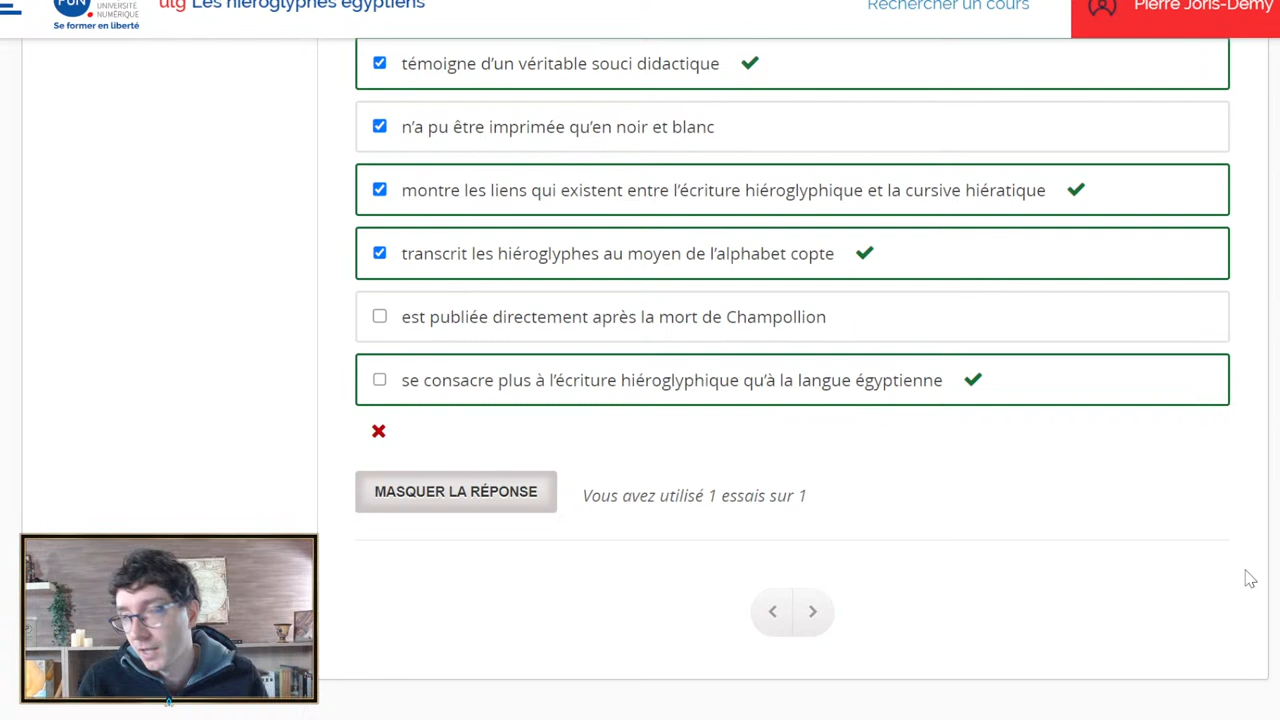 FUN
UNIVERSITÉ
NUMÉRIQUE
Se former en liberté
ulg Les hiéroglyphes égyptiens
Rechercher un cours
Pierre Joris-Demy
témoigne d’un véritable souci didactique
n’a pu être imprimée qu’en noir et blanc
montre les liens qui existent entre l’écriture hiéroglyphique et la cursive hiératique
transcrit les hiéroglyphes au moyen de l’alphabet copte
est publiée directement après la mort de Champollion
se consacre plus à l’écriture hiéroglyphique qu’à la langue égyptienne
MASQUER LA RÉPONSE
Vous avez utilisé 1 essais sur 1